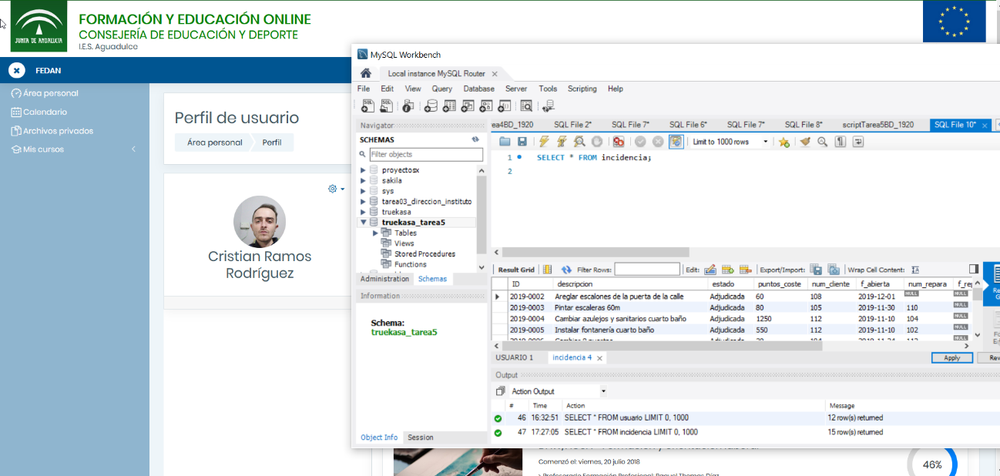 JUNTA DE ANDALUCIA
FORMACIÓN Y EDUCACIÓN ONLINE
CONSEJERÍA DE EDUCACIÓN Y DEPORTE
I.E.S. Aguadulce
FEDAN
Área personal
Calendario
Archivos privados
Mis cursos
Perfil de usuario
Área personal Perfil
Cristian Ramos
Rodríguez
MySQL Workbench
Local instance MySQL Router
File Edit View Query Database Server Tools Scripting Help
Navigator
SCHEMAS
Filter objects
proyectosx
sakila
sys
tarea03_direccion_instituto
truekasa
truekasa_tarea5
Tables
Views
Stored Procedures
Functions
Administration Schemas
Information
Schema:
truekasa_tarea5
Object Info Session
ea4BD_1920 SQL File 2* SQL File 7* SQL File 6* SQL File 7* SQL File 8* scriptTarea5BD_1920 SQL File 10*
Limit to 1000 rows
1 SELECT * FROM incidencia;
2
Result Grid Filter Rows: Edit: Export/Import: Wrap Cell Content:
ID descripcion estado puntos_coste num_cliente f_abierta num_repara f_re
2019-0002 Areglar escalones de la puerta de la calle Adjudicada 60 108 2019-12-01 NULL NULL
2019-0003 Pintar escaleras 60m Adjudicada 80 105 2019-11-30 110 NULL
2019-0004 Cambiar azulejos y sanitarios cuarto baño Adjudicada 1250 112 2019-11-10 104 NULL
2019-0005 Instalar fontanería cuarto baño Adjudicada 550 112 2019-11-10 102 NULL
USUARIO 1 incidencia 4
Apply Rev
Output
Action Output
# Time Action Message
46 16:32:51 SELECT * FROM usuario LIMIT 0, 1000 12 row(s) returned
47 17:27:05 SELECT * FROM incidencia LIMIT 0, 1000 15 row(s) returned
Comenzó el: viernes, 20 julio 2018
46%